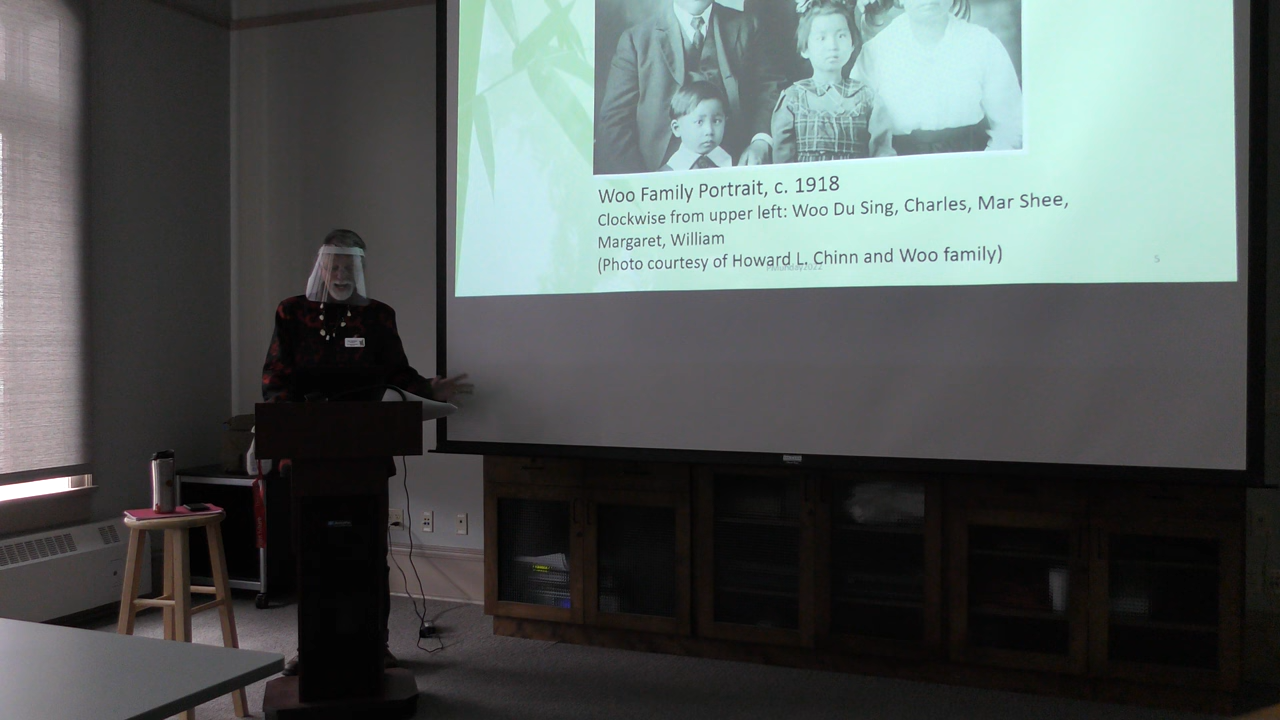 Woo Family Portrait, c. 1918
Clockwise from upper left: Woo Du Sing, Charles, Mar Shee,
Margaret, William
(Photo courtesy of Howard L. Chinn and Woo family)
5